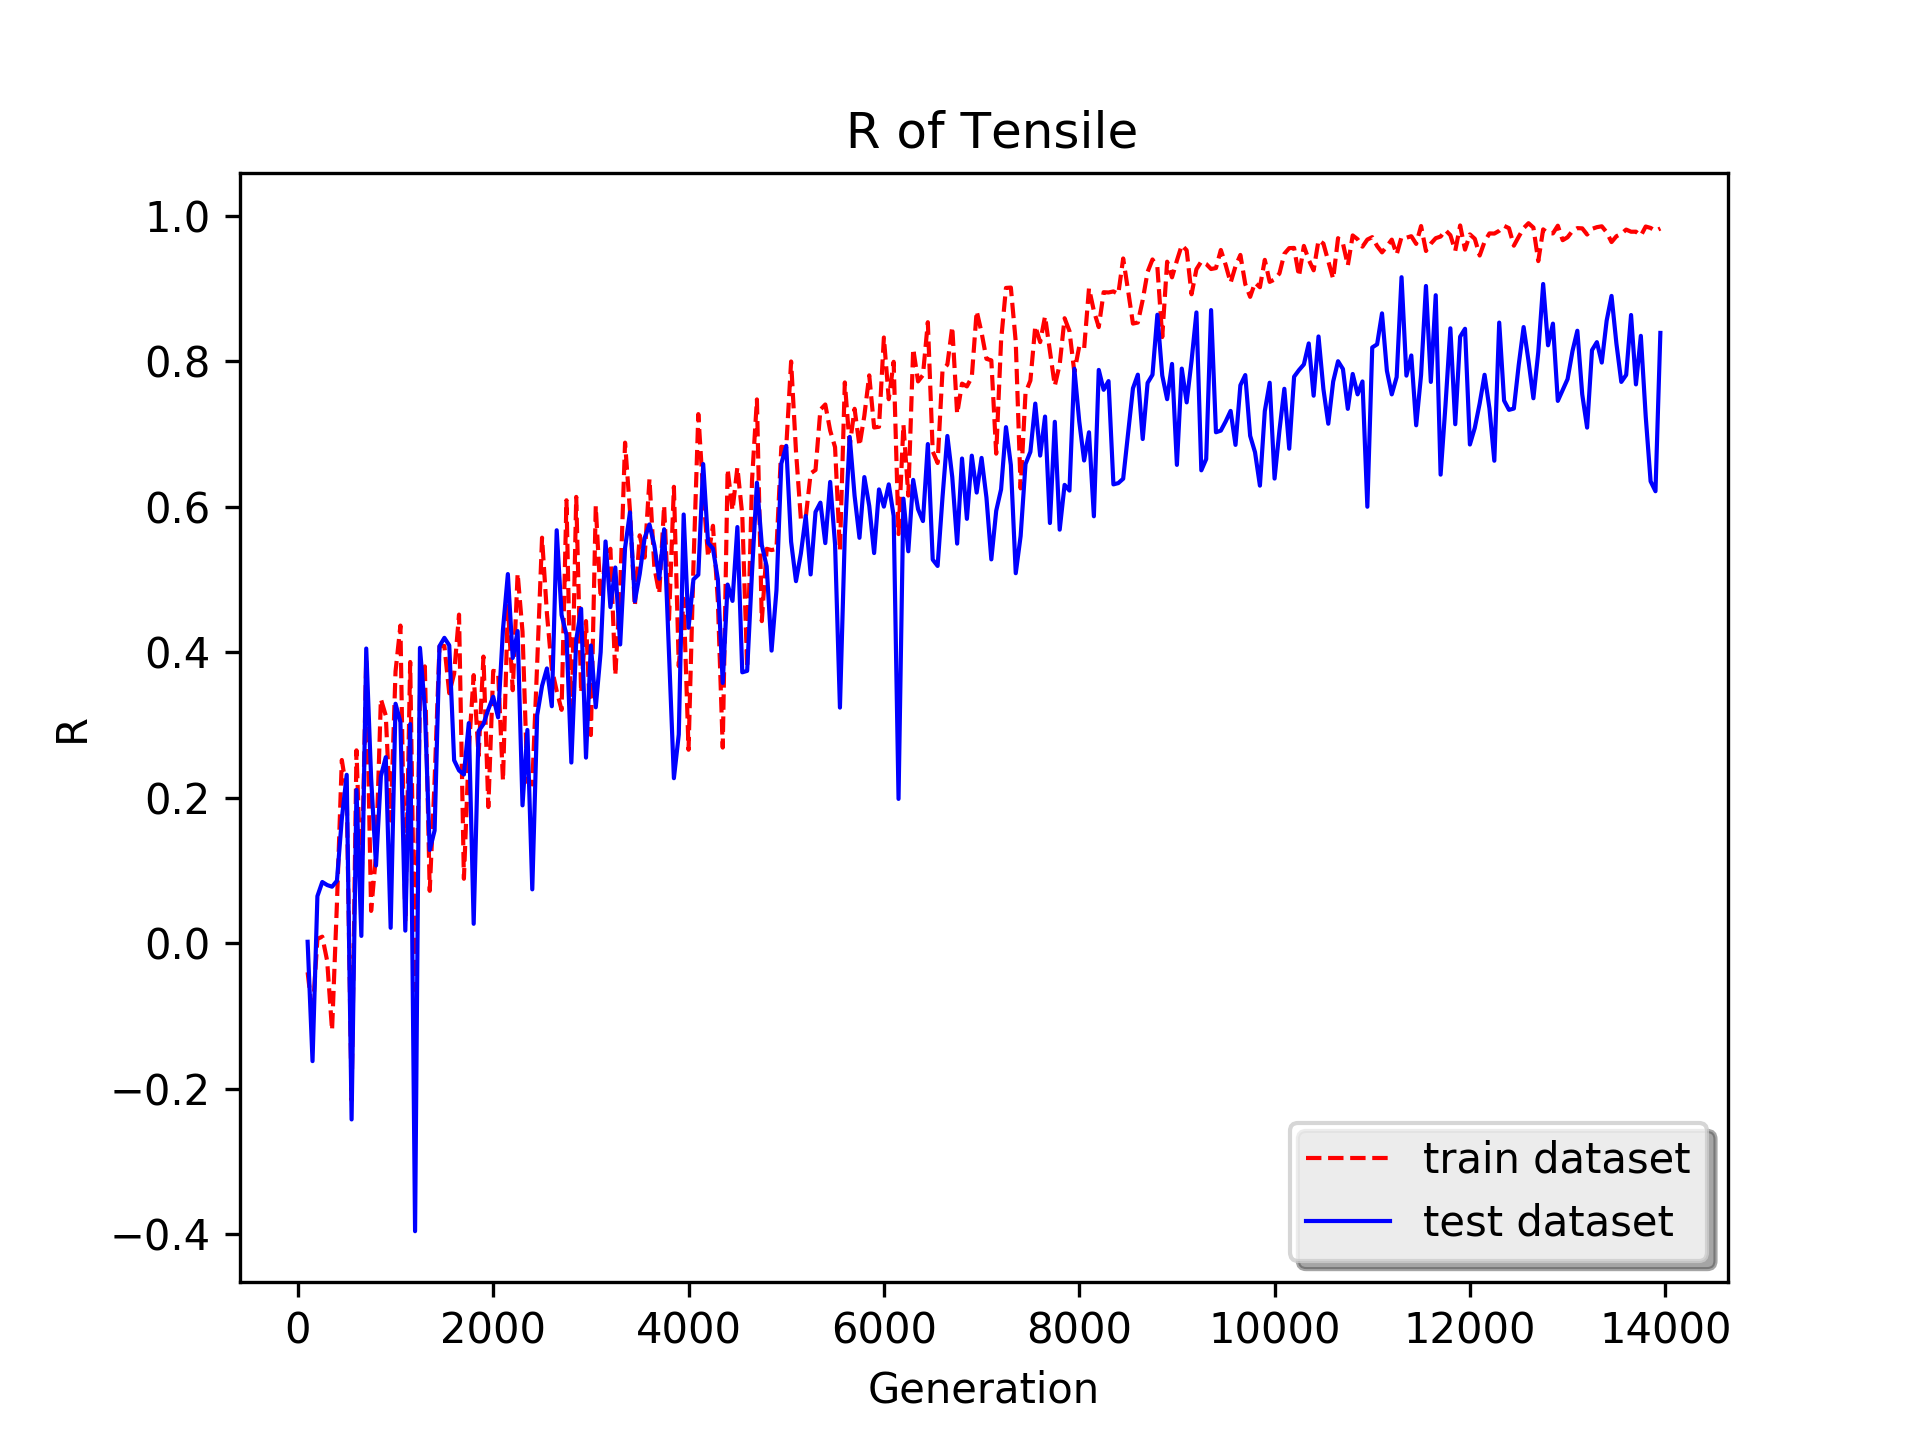 R of Tensile
1.0
0.8
0.6
0.4
0.2
0.0
−0.2
−0.4
R
0 2000 4000 6000 8000 10000 12000 14000
Generation
train dataset
test dataset